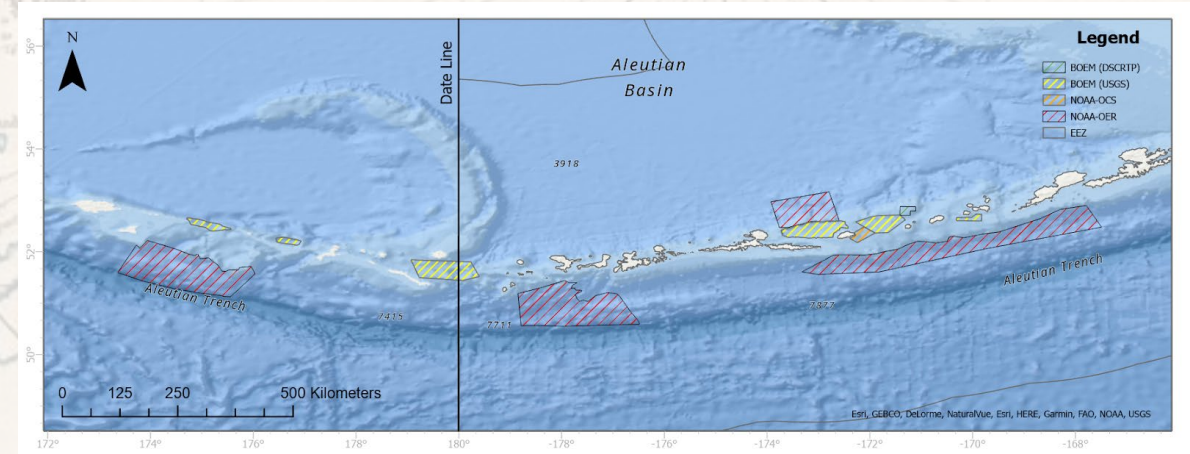 N
Date Line
Aleutian
Basin
Legend
BOEM (DSCRTP)
BOEM (USGS)
NOAA-OCS
NOAA-OER
EEZ
56°
54°
52°
50°
3918
Aleutian Trench
7415
7711
7877
Aleutian Trench
0 125 250 500 Kilometers
Esri, GEBCO, DeLorme, NaturalVue, Esri, HERE, Garmin, FAO, NOAA, USGS
172° 174° 176° 178° 180° -178° -176° -174° -172° -170° -168°